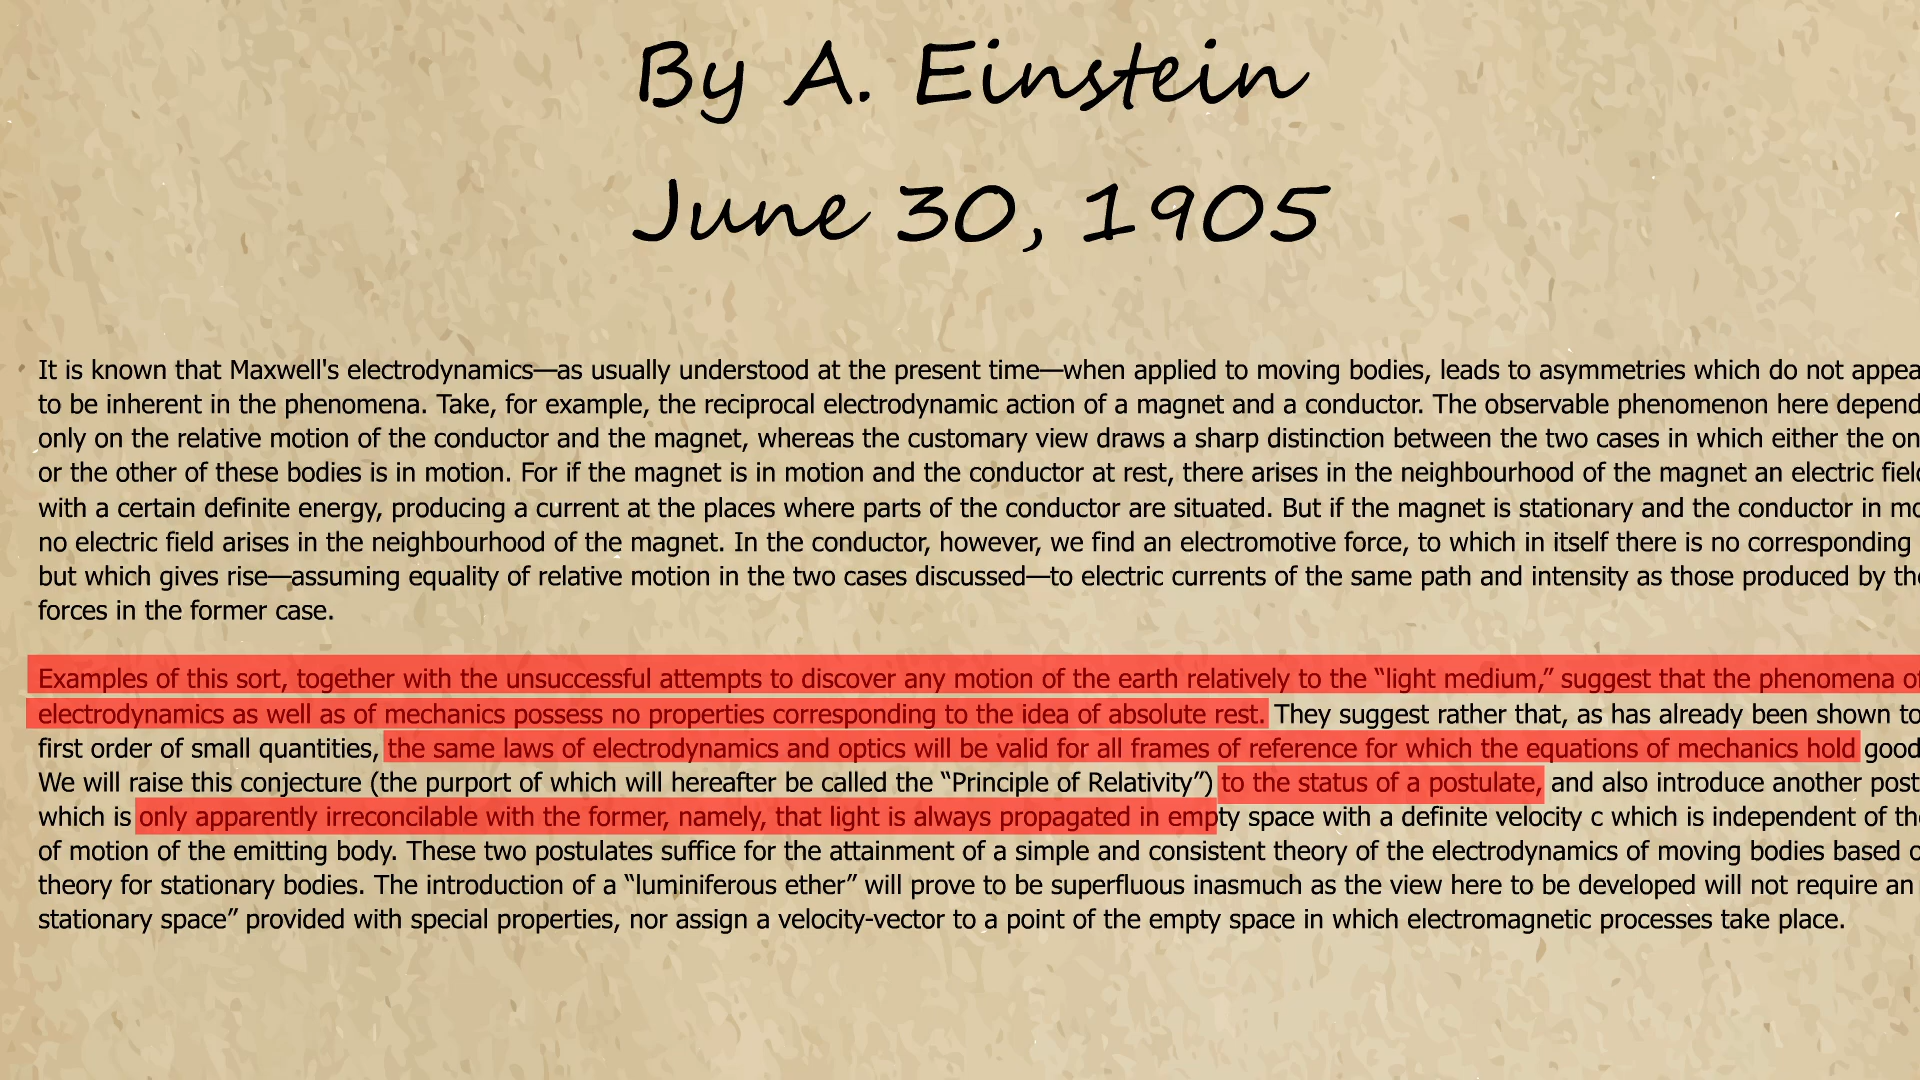 By A. Einstein
June 30, 1905
It is known that Maxwell's electrodynamics—as usually understood at the present time—when applied to moving bodies, leads to asymmetries which do not appea
to be inherent in the phenomena. Take, for example, the reciprocal electrodynamic action of a magnet and a conductor. The observable phenomenon here depend
only on the relative motion of the conductor and the magnet, whereas the customary view draws a sharp distinction between the two cases in which either the on
or the other of these bodies is in motion. For if the magnet is in motion and the conductor at rest, there arises in the neighbourhood of the magnet an electric fiel
with a certain definite energy, producing a current at the places where parts of the conductor are situated. But if the magnet is stationary and the conductor in mo
no electric field arises in the neighbourhood of the magnet. In the conductor, however, we find an electromotive force, to which in itself there is no corresponding
but which gives rise—assuming equality of relative motion in the two cases discussed—to electric currents of the same path and intensity as those produced by the
forces in the former case.
Examples of this sort, together with the unsuccessful attempts to discover any motion of the earth relatively to the “light medium,” suggest that the phenomena of
electrodynamics as well as of mechanics possess no properties corresponding to the idea of absolute rest. They suggest rather that, as has already been shown to
first order of small quantities, the same laws of electrodynamics and optics will be valid for all frames of reference for which the equations of mechanics hold good
We will raise this conjecture (the purport of which will hereafter be called the “Principle of Relativity”) to the status of a postulate, and also introduce another post
which is only apparently irreconcilable with the former, namely, that light is always propagated in empty space with a definite velocity c which is independent of the
of motion of the emitting body. These two postulates suffice for the attainment of a simple and consistent theory of the electrodynamics of moving bodies based o
theory for stationary bodies. The introduction of a “luminiferous ether” will prove to be superfluous inasmuch as the view here to be developed will not require an
stationary space” provided with special properties, nor assign a velocity-vector to a point of the empty space in which electromagnetic processes take place.